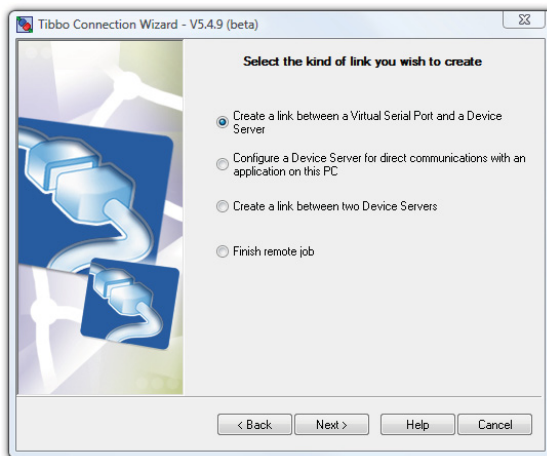 Tibbo Connection Wizard - V5.4.9 (beta)
Select the kind of link you wish to create
Create a link between a Virtual Serial Port and a Device
Server
Configure a Device Server for direct communications with an
application on this PC
Create a link between two Device Servers
Finish remote job
< Back Next > Help Cancel